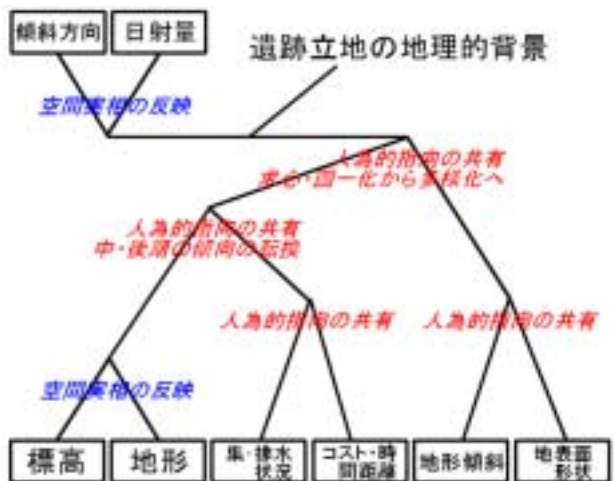 傾斜方向
日射量
遺跡立地の地理的背景
空間実相の反映
人為的指向の共有
画一化から多様化へ
人為的指向の共有
中・後期の傾向の転換
人為的指向の共有
人為的指向の共有
空間実相の反映
標高
地形
集・排水
状況
コスト・時
間距離
地形傾斜
地表面
形状